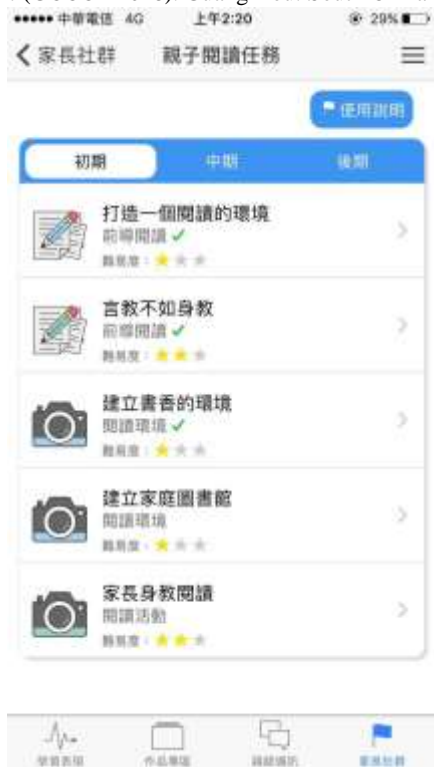 中華電信 4G 上午2:20 29%
家長社群 親子閱讀任務
使用說明
初期 中期 後期
打造一個閱讀的環境
前導閱讀
難易度：
言教不如身教
前導閱讀
難易度：
建立書香的環境
閱讀環境
難易度：
建立家庭圖書館
閱讀環境
難易度：
家長身教閱讀
閱讀活動
難易度：
作品專區 家長社群